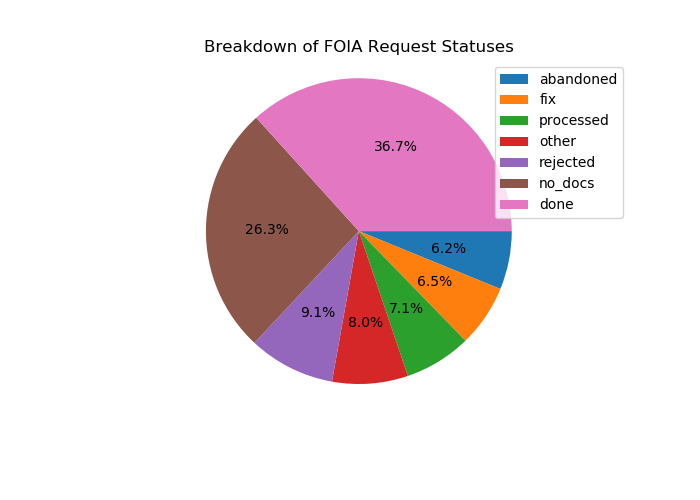 Breakdown of FOIA Request Statuses
abandoned
fix
processed
other
rejected
no_docs
done
36.7%
26.3%
6.2%
6.5%
7.1%
9.1%
8.0%